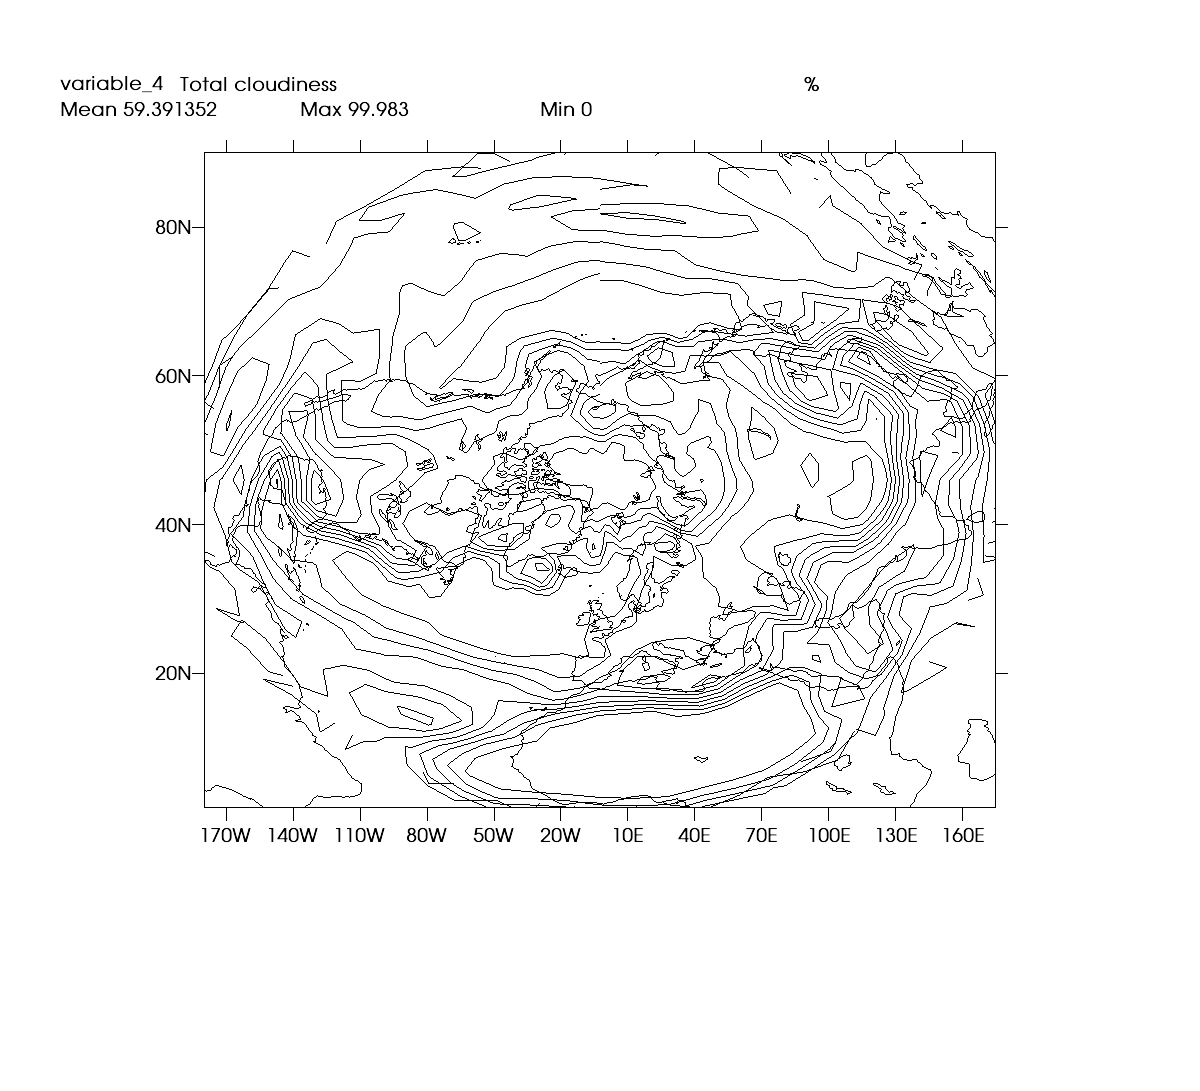 variable_4 Total cloudiness %
Mean 59.391352 Max 99.983 Min 0
80N
60N
40N
20N
170W 140W 110W 80W 50W 20W 10E 40E 70E 100E 130E 160E